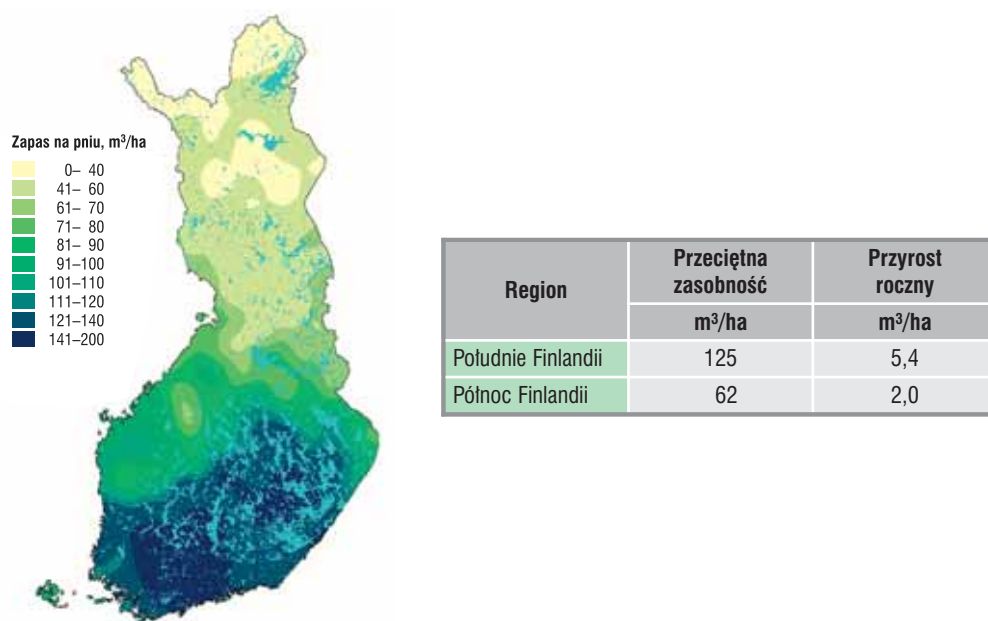 Zapas na pniu, m³/ha
0– 40
41– 60
61– 70
71– 80
81– 90
91–100
101–110
111–120
121–140
141–200
Region
Przeciętna
zasobność
Przyrost
roczny
m³/ha
m³/ha
Południe Finlandii 125 5,4
Północ Finlandii 62 2,0